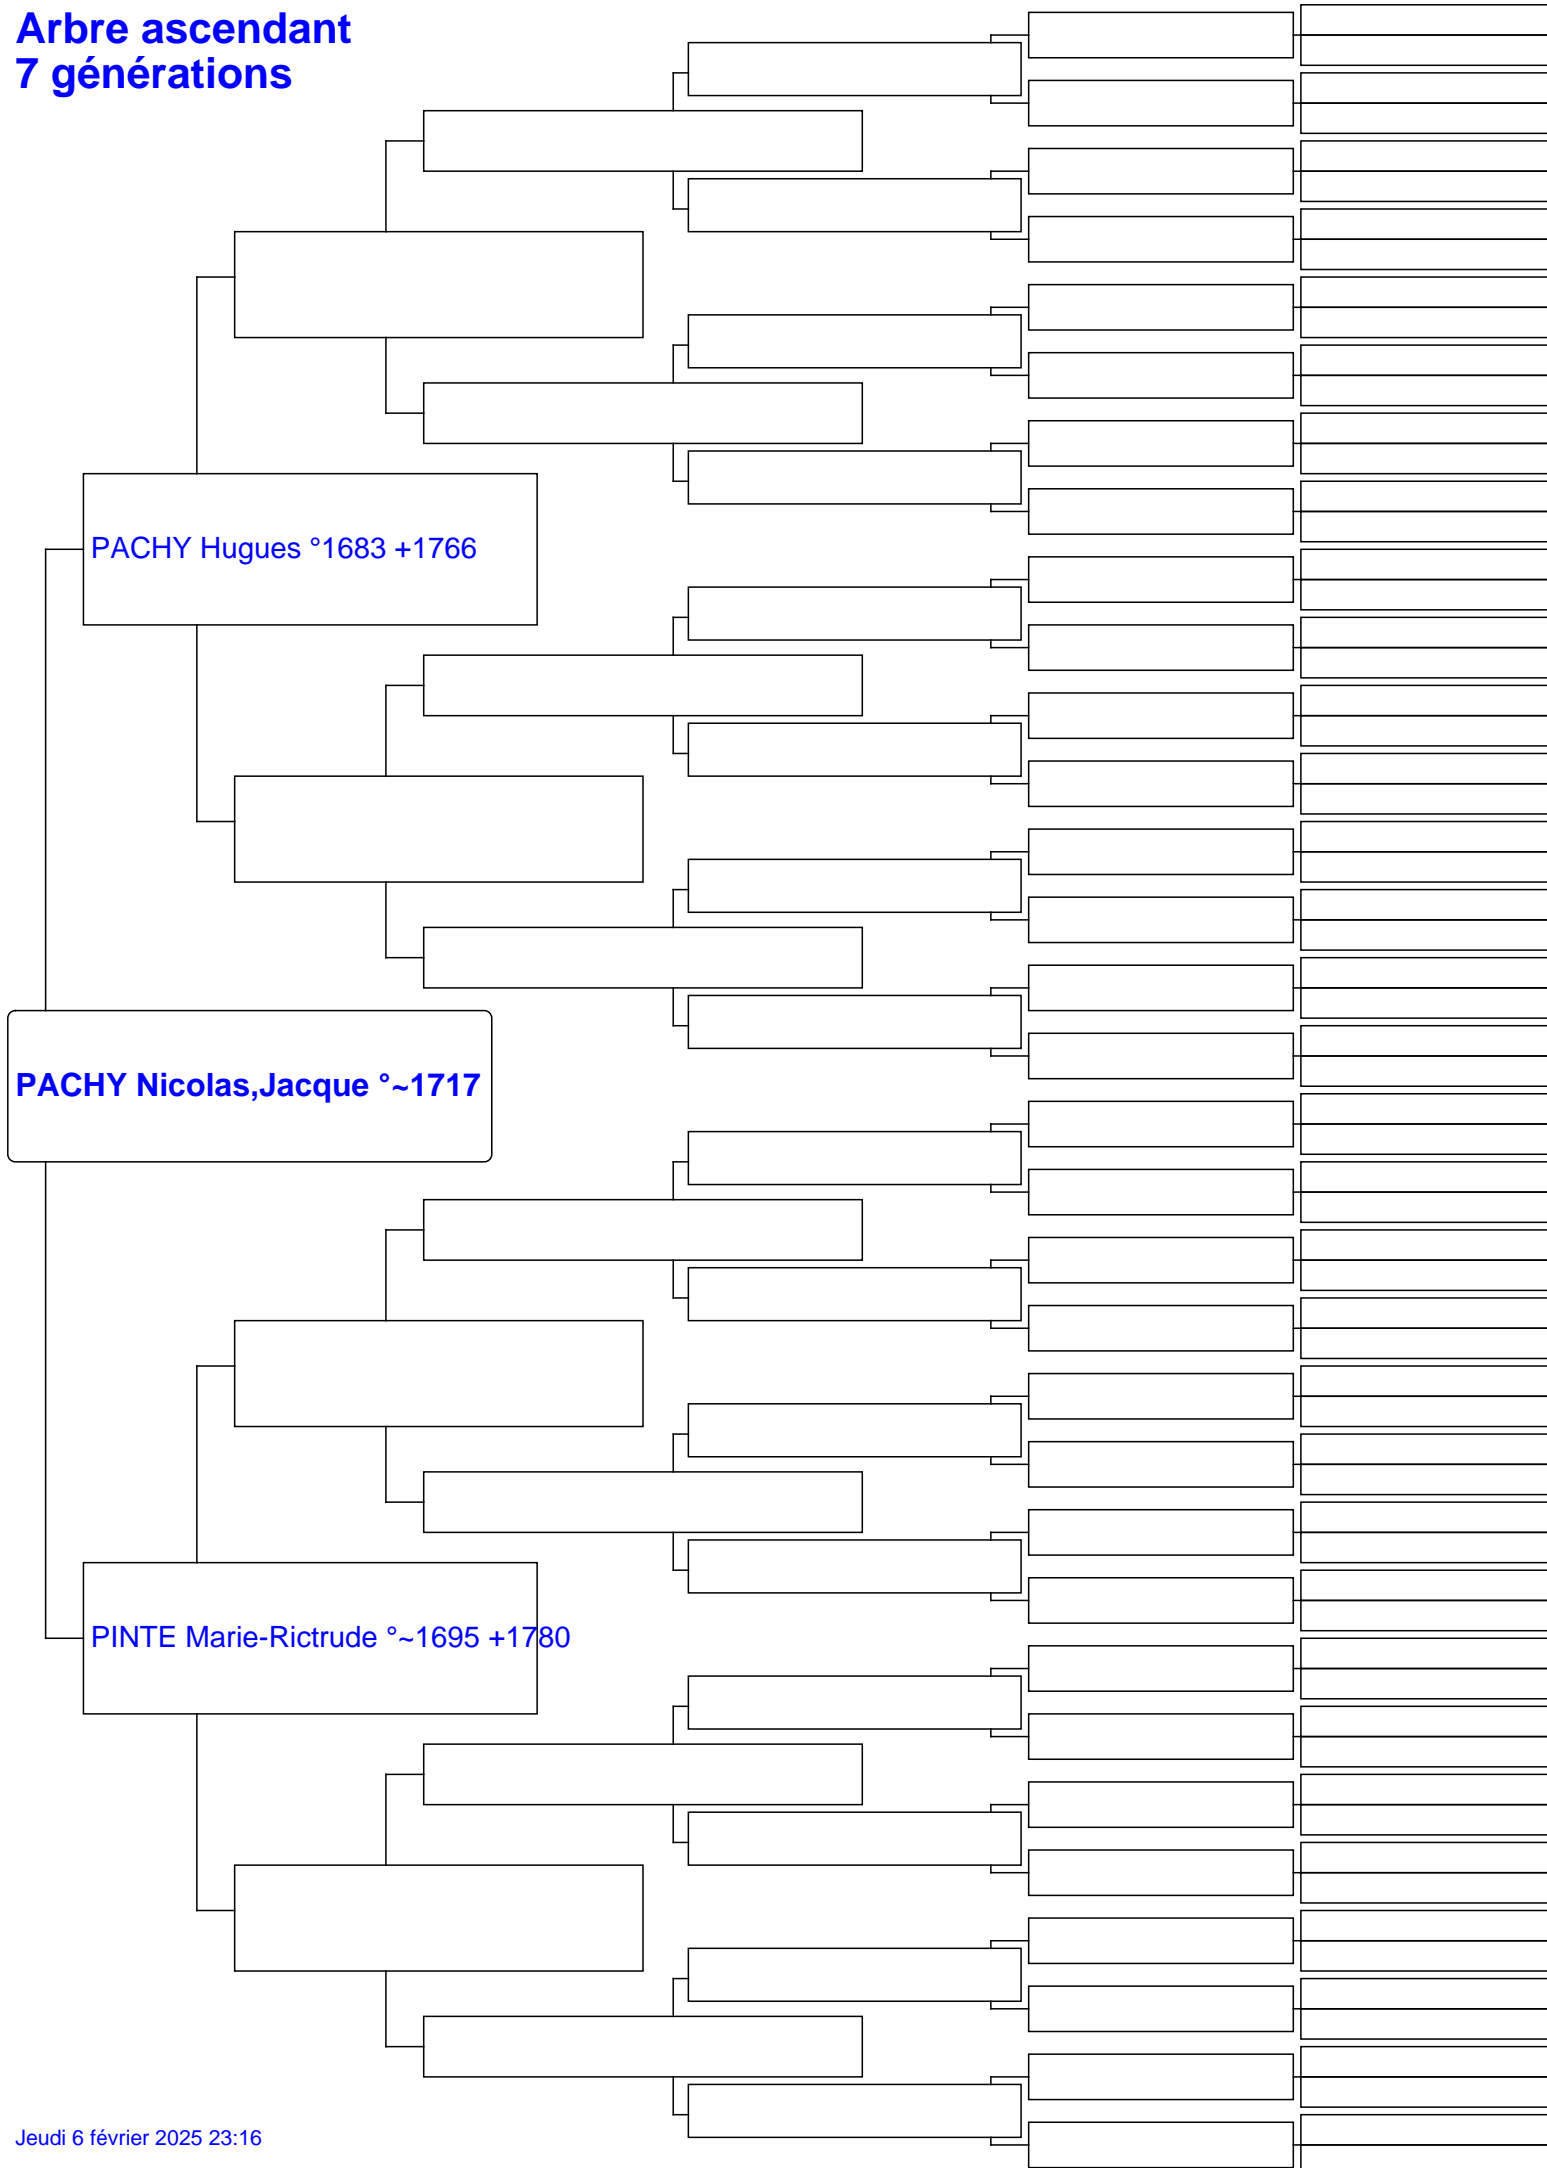 Arbre ascendant
7 générations
PACHY Hugues °1683 +1766
PACHY Nicolas,Jacque °~1717
PINTE Marie-Rictrude °~1695 +1780
Jeudi 6 février 2025 23:16